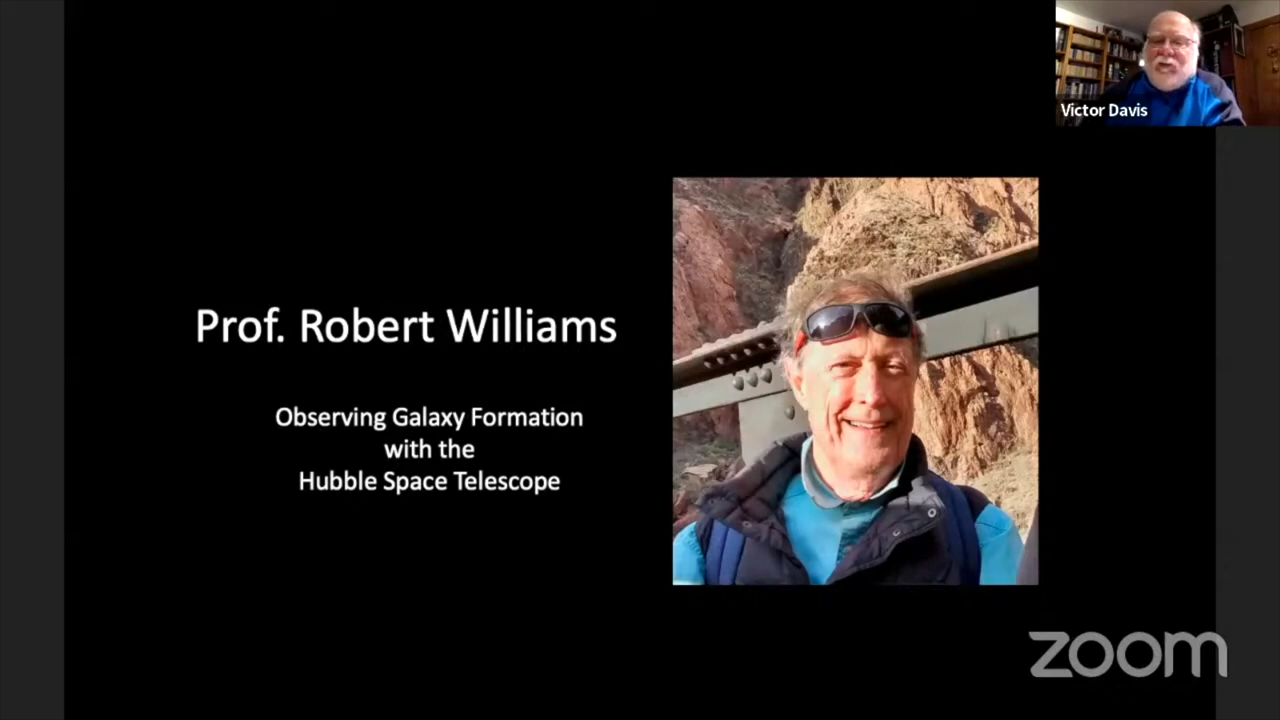 Victor Davis
Prof. Robert Williams
Observing Galaxy Formation
with the
Hubble Space Telescope
zoom